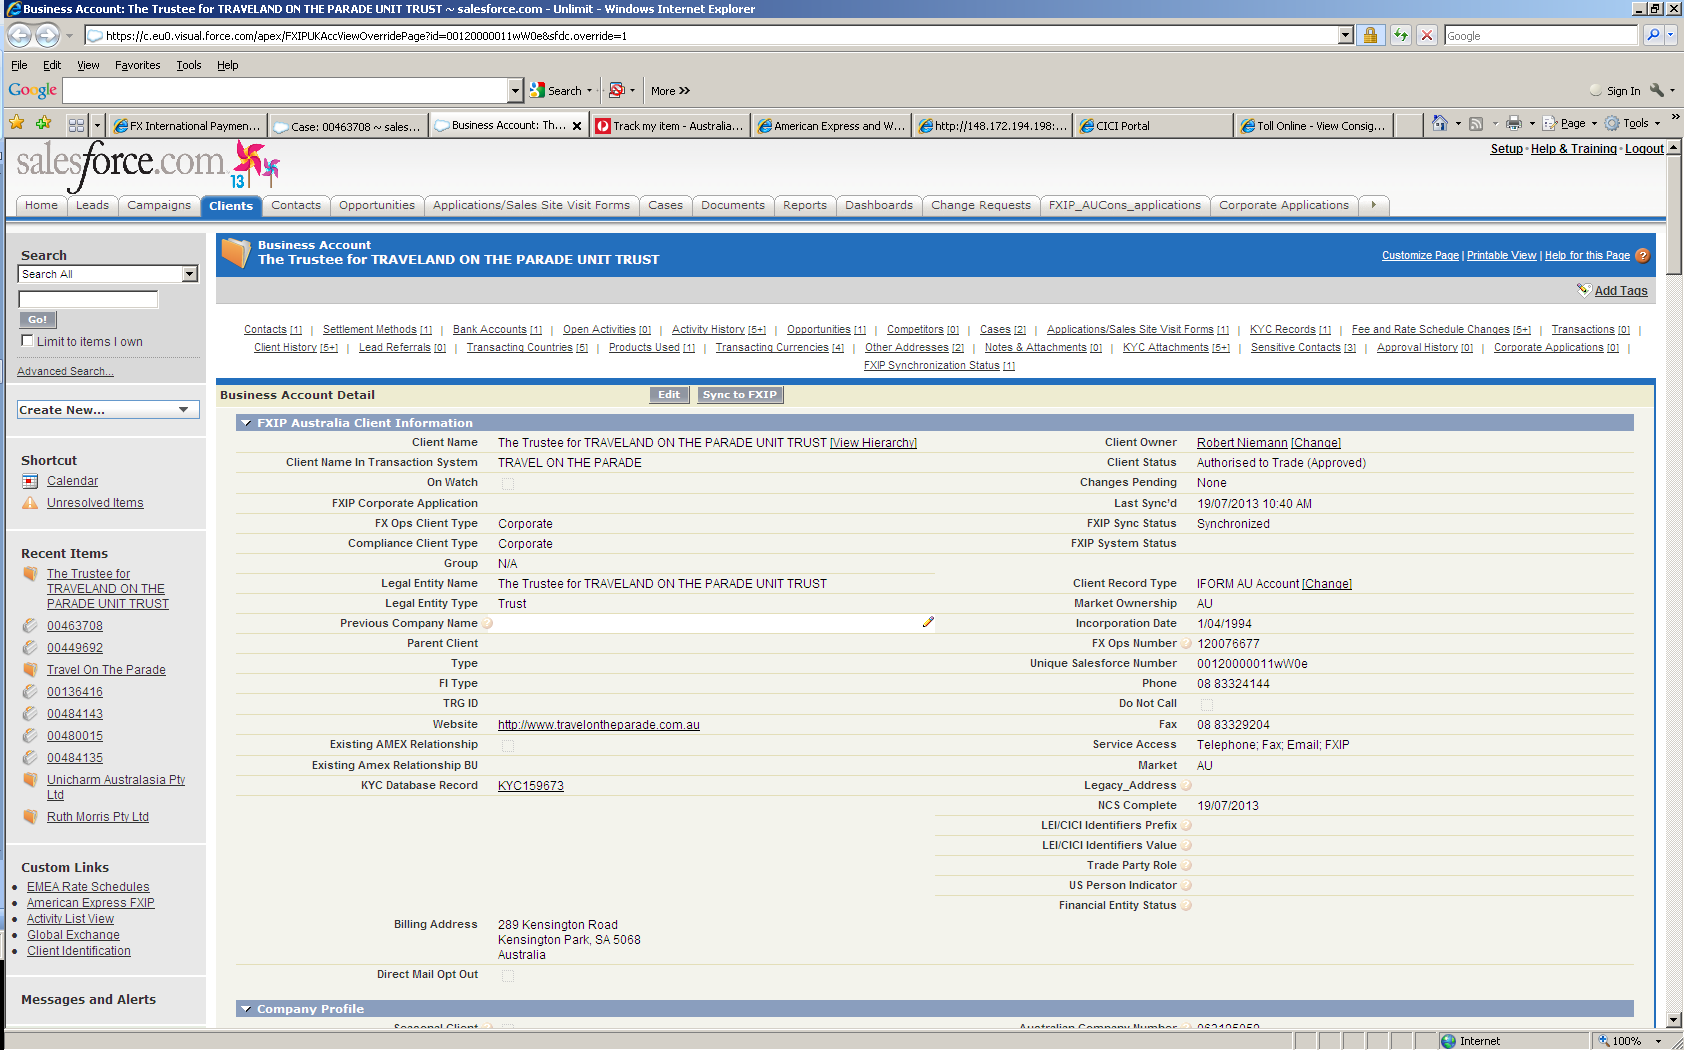 Business Account: The Trustee for TRAVELAND ON THE PARADE UNIT TRUST ~ salesforce.com - Unlimit - Windows Internet Explorer
https://c.eu0.visual.force.com/apex/FXIPUKAccViewOverridePage?id=00120000011wW0e&sfdc.override=1
Google
File Edit View Favorites Tools Help
Google Search More >> Sign In
FX International Paymen... Case: 00463708 ~ sales... Business Account: Th... Track my item - Australia... American Express and W... http://148.172.194.198:... CICI Portal Toll Online - View Consig... Page Tools
salesforce.com 13
Setup · Help & Training · Logout
Home Leads Campaigns Clients Contacts Opportunities Applications/Sales Site Visit Forms Cases Documents Reports Dashboards Change Requests FXIP_AUCons_applications Corporate Applications
Search
Search All
Go!
Limit to items I own
Advanced Search...
Create New...
Shortcut
Calendar
Unresolved Items
Recent Items
The Trustee for
TRAVELAND ON THE
PARADE UNIT TRUST
00463708
00449692
Travel On The Parade
00136416
00484143
00480015
00484135
Unicharm Australasia Pty
Ltd
Ruth Morris Pty Ltd
Custom Links
EMEA Rate Schedules
American Express FXIP
Activity List View
Global Exchange
Client Identification
Messages and Alerts
Business Account
The Trustee for TRAVELAND ON THE PARADE UNIT TRUST
Customize Page | Printable View | Help for this Page
Add Tags
Contacts [1] | Settlement Methods [1] | Bank Accounts [1] | Open Activities [0] | Activity History [5+] | Opportunities [1] | Competitors [0] | Cases [2] | Applications/Sales Site Visit Forms [1] | KYC Records [1] | Fee and Rate Schedule Changes [5+] | Transactions [0] |
Client History [5+] | Lead Referrals [0] | Transacting Countries [5] | Products Used [1] | Transacting Currencies [4] | Other Addresses [2] | Notes & Attachments [0] | KYC Attachments [5+] | Sensitive Contacts [3] | Approval History [0] | Corporate Applications [0] |
FXIP Synchronization Status [1]
Business Account Detail Edit Sync to FXIP
FXIP Australia Client Information
Client Name The Trustee for TRAVELAND ON THE PARADE UNIT TRUST [View Hierarchy] Client Owner Robert Niemann [Change]
Client Name In Transaction System TRAVEL ON THE PARADE Client Status Authorised to Trade (Approved)
On Watch Changes Pending None
FXIP Corporate Application Last Sync'd 19/07/2013 10:40 AM
FX Ops Client Type Corporate FXIP Sync Status Synchronized
Compliance Client Type Corporate FXIP System Status
Group N/A
Legal Entity Name The Trustee for TRAVELAND ON THE PARADE UNIT TRUST Client Record Type IFORM AU Account [Change]
Legal Entity Type Trust Market Ownership AU
Previous Company Name Incorporation Date 1/04/1994
Parent Client FX Ops Number 120076677
Type Unique Salesforce Number 00120000011wW0e
FI Type Phone 08 83324144
TRG ID Do Not Call
Website http://www.travelontheparade.com.au Fax 08 83329204
Existing AMEX Relationship Service Access Telephone; Fax; Email; FXIP
Existing Amex Relationship BU Market AU
KYC Database Record KYC159673 Legacy_Address
NCS Complete 19/07/2013
LEI/CICI Identifiers Prefix
LEI/CICI Identifiers Value
Trade Party Role
US Person Indicator
Financial Entity Status
Billing Address 289 Kensington Road
Kensington Park, SA 5068
Australia
Direct Mail Opt Out
Company Profile
Seasonal Client Australian Company Number
Internet 100%